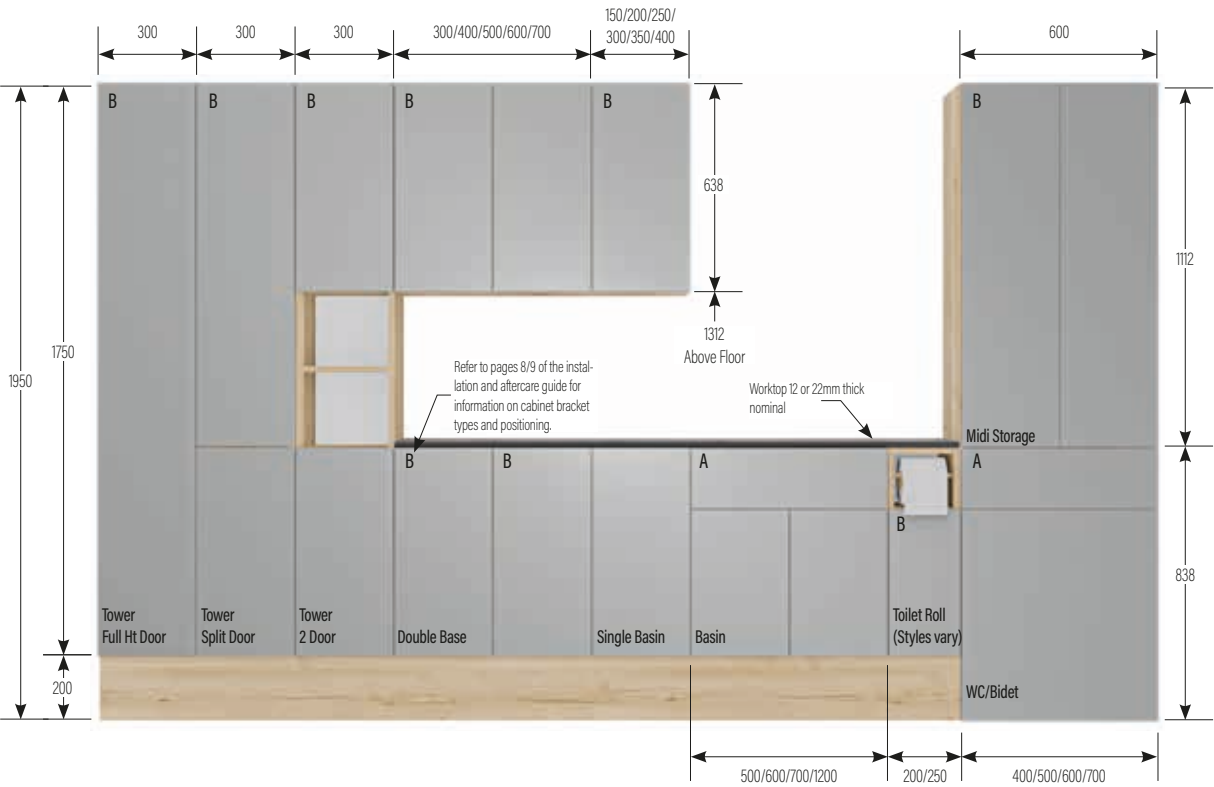 150/200/250/
300/350/400
300
300
300
300/400/500/600/700
600
B
B
B
B
B
B
638
1112
1312
Above Floor
1750
1950
Refer to pages 8/9 of the instal-
lation and aftercare guide for
information on cabinet bracket
types and positioning.
Worktop 12 or 22mm thick
nominal
Midi Storage
B
B
A
A
B
838
Tower
Full Ht Door
Tower
Split Door
Tower
2 Door
Double Base
Single Basin
Basin
Toilet Roll
(Styles vary)
WC/Bidet
200
500/600/700/1200
200/250
400/500/600/700